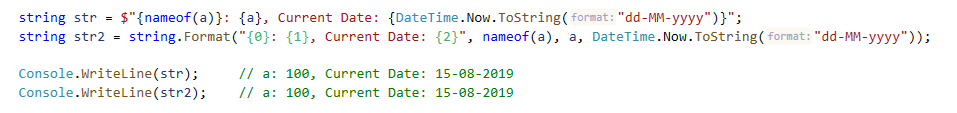 string str = $"{nameof(a)}: {a}, Current Date: {DateTime.Now.ToString(format:"dd-MM-yyyy")}";
string str2 = string.Format("{0}: {1}, Current Date: {2}", nameof(a), a, DateTime.Now.ToString(format:"dd-MM-yyyy"));
Console.WriteLine(str);     // a: 100, Current Date: 15-08-2019
Console.WriteLine(str2);    // a: 100, Current Date: 15-08-2019